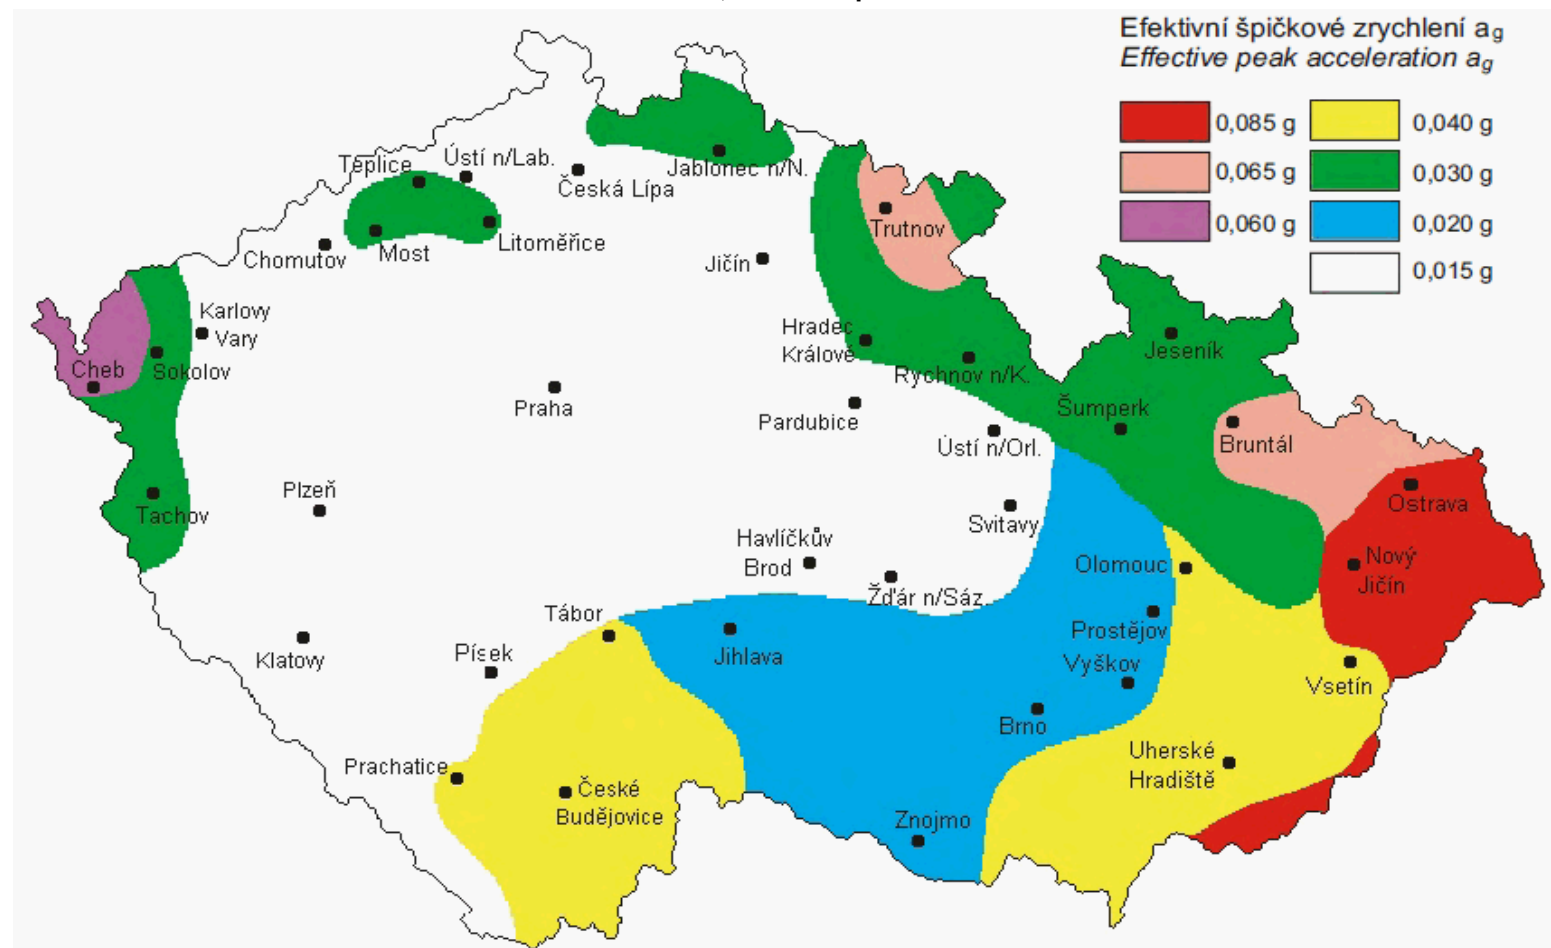 Efektivní špičkové zrychlení ag
Effective peak acceleration ag
0,085 g
0,040 g
0,065 g
0,030 g
0,060 g
0,020 g
0,015 g
Teplice
Ústí n/Lab.
Česká Lípa
Jablonec n/N.
Trutnov
Chomutov
Most
Litoměřice
Jičín
Karlovy
Vary
Cheb
Sokolov
Hradec
Králové
Rychnov n/K.
Jeseník
Praha
Pardubice
Šumperk
Bruntál
Ústí n/Orl.
Tachov
Plzeň
Svitavy
Ostrava
Havlíčkův
Brod
Žďár n/Sáz.
Olomouc
Nový
Jičín
Tábor
Prostějov
Klatovy
Písek
Jihlava
Vyškov
Vsetín
Brno
Prachatice
České
Budějovice
Uherské
Hradiště
Znojmo